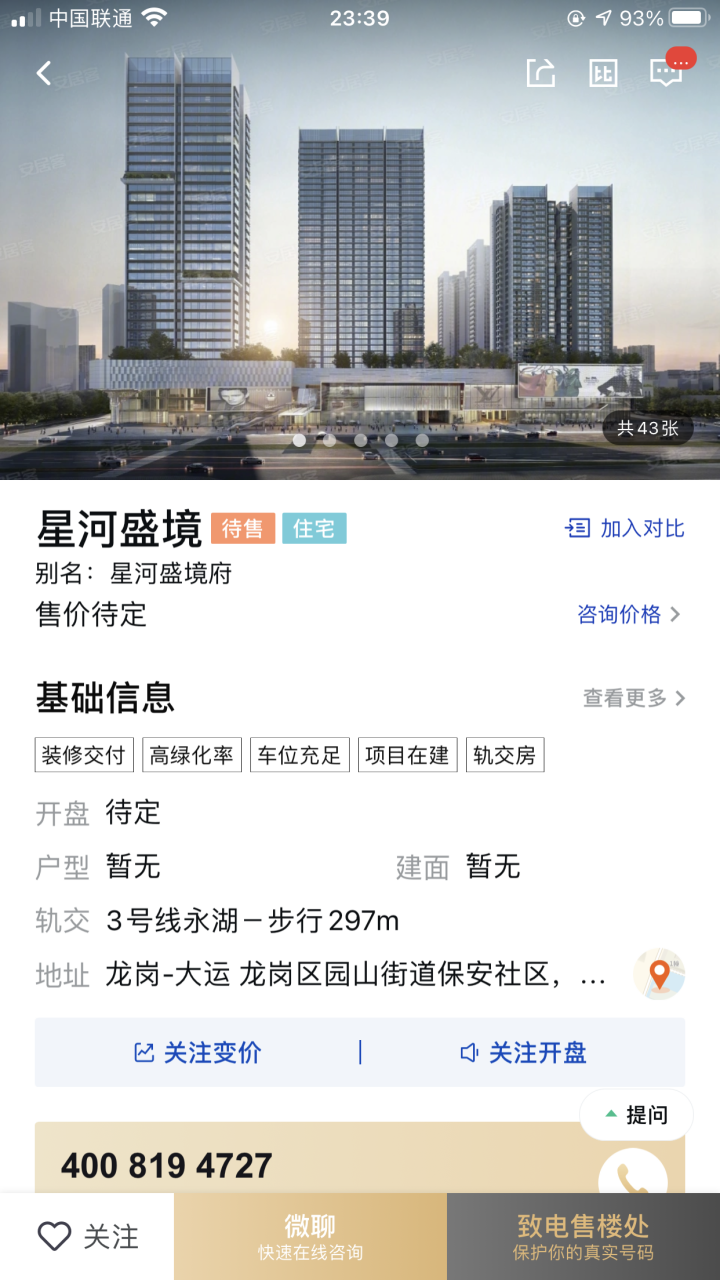 中国联通 23:39 93%
比 ...
共43张
星河盛境 待售 住宅 加入对比
别名：星河盛境府
售价待定 咨询价格
基础信息 查看更多
装修交付 高绿化率 车位充足 项目在建 轨交房
开盘 待定
户型 暂无 建面 暂无
轨交 3号线永湖－步行297m
地址 龙岗-大运 龙岗区园山街道保安社区，...
关注变价 | 关注开盘
提问
400 819 4727
关注 微聊 致电售楼处
快速在线咨询 保护你的真实号码
安居客